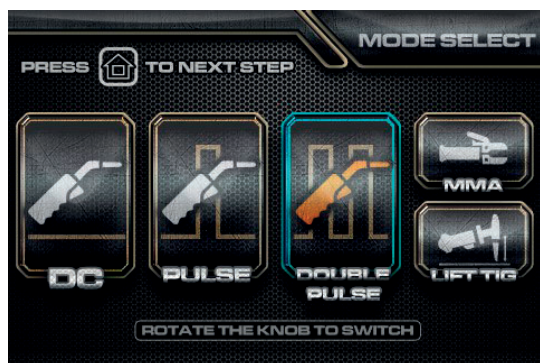 MODE SELECT
PRESS TO NEXT STEP
DC
PULSE
DOUBLE
PULSE
MMA
LIFT TIG
ROTATE THE KNOB TO SWITCH